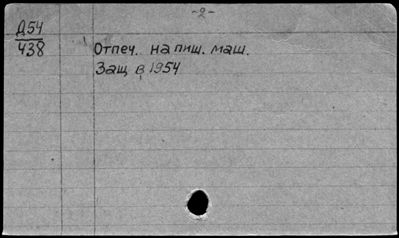 -2-
Д54
438
Отпеч. на пиш. маш.
Защ в 1954